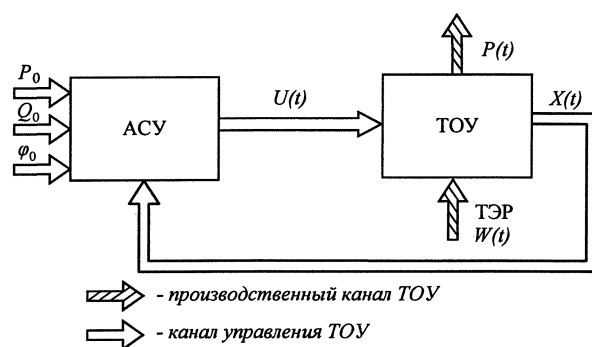 P(t)
P₀
Q₀
φ₀
АСУ
U(t)
ТОУ
X(t)
ТЭР
W(t)
- производственный канал ТОУ
- канал управления ТОУ